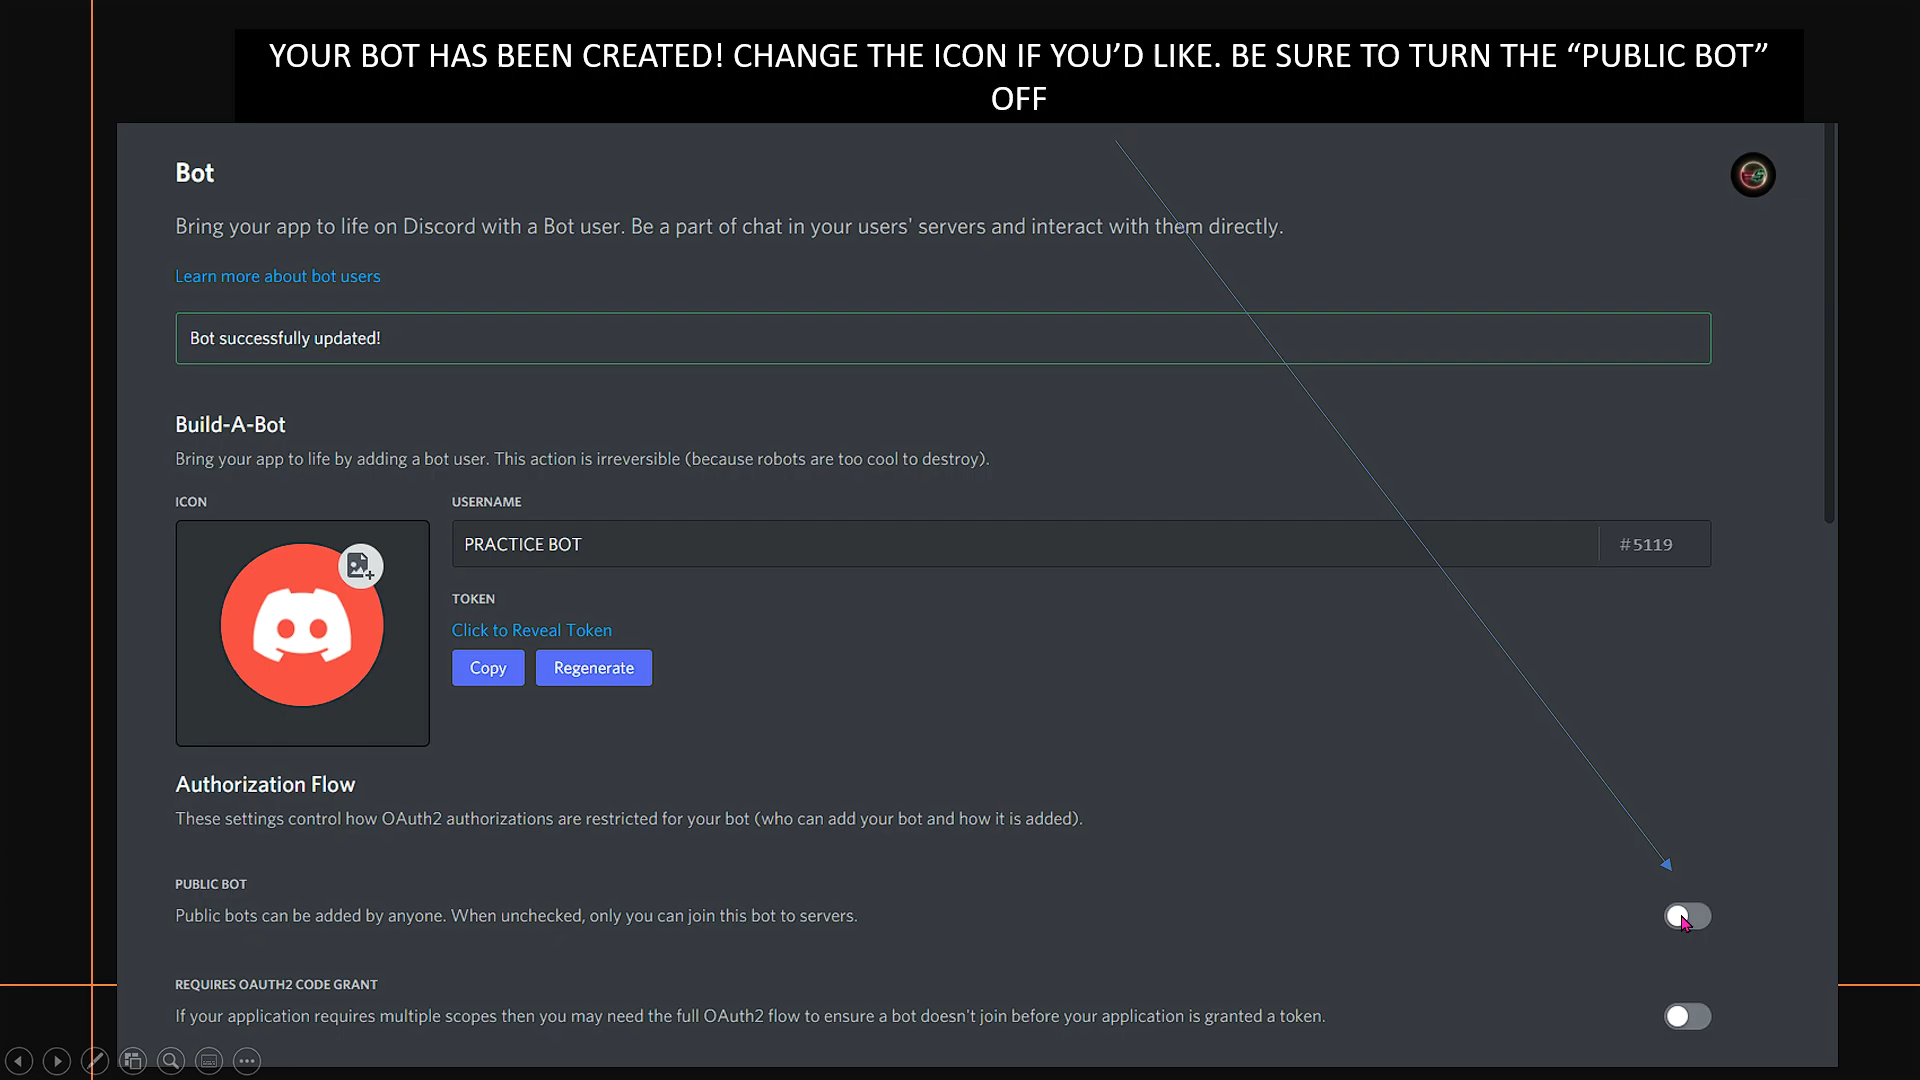 YOUR BOT HAS BEEN CREATED! CHANGE THE ICON IF YOU’D LIKE. BE SURE TO TURN THE “PUBLIC BOT”
OFF
Bot
Bring your app to life on Discord with a Bot user. Be a part of chat in your users' servers and interact with them directly.
Learn more about bot users
Bot successfully updated!
Build-A-Bot
Bring your app to life by adding a bot user. This action is irreversible (because robots are too cool to destroy).
ICON
USERNAME
PRACTICE BOT
#5119
TOKEN
Click to Reveal Token
Copy
Regenerate
Authorization Flow
These settings control how OAuth2 authorizations are restricted for your bot (who can add your bot and how it is added).
PUBLIC BOT
Public bots can be added by anyone. When unchecked, only you can join this bot to servers.
REQUIRES OAUTH2 CODE GRANT
If your application requires multiple scopes then you may need the full OAuth2 flow to ensure a bot doesn't join before your application is granted a token.